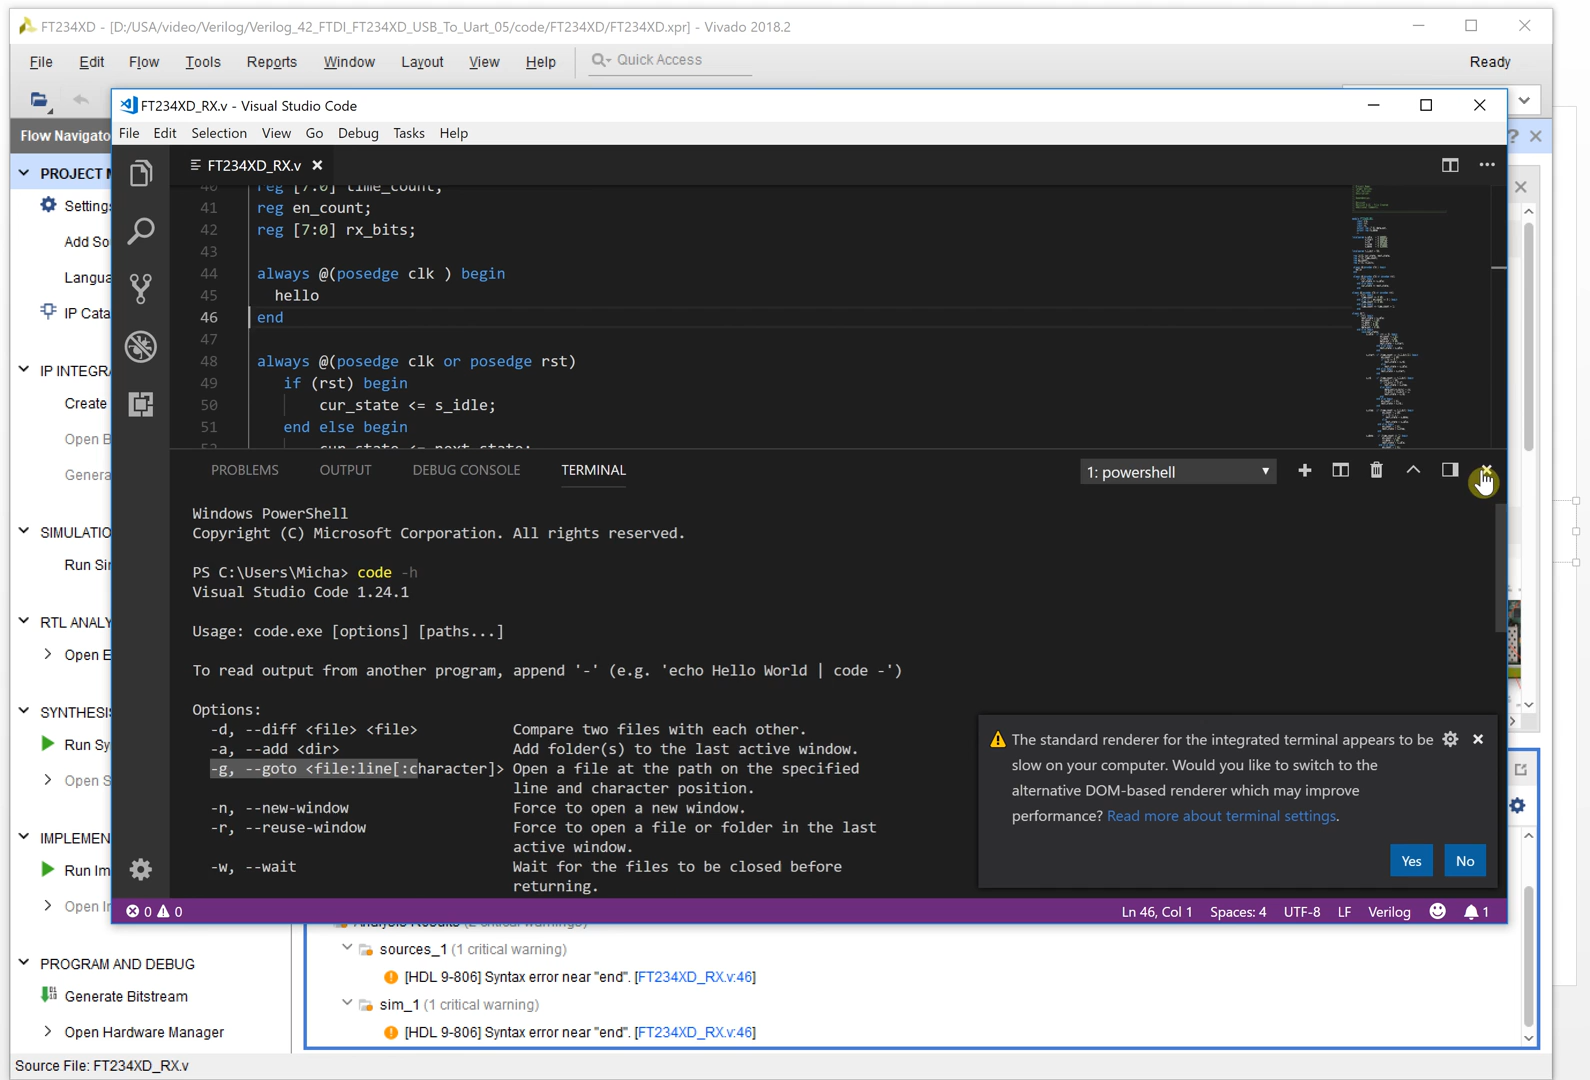 FT234XD - [D:/USA/video/Verilog/Verilog_42_FTDI_FT234XD_USB_To_Uart_05/code/FT234XD/FT234XD.xpr] - Vivado 2018.2
File Edit Flow Tools Reports Window Layout View Help Quick Access Ready
FT234XD_RX.v - Visual Studio Code
File Edit Selection View Go Debug Tasks Help
FT234XD_RX.v
40 reg [7:0] time_count;
41 reg en_count;
42 reg [7:0] rx_bits;
43
44 always @(posedge clk ) begin
45 hello
46 end
47
48 always @(posedge clk or posedge rst)
49 if (rst) begin
50 cur_state <= s_idle;
51 end else begin
52 cur_state <= next_state;
PROBLEMS OUTPUT DEBUG CONSOLE TERMINAL 1: powershell
Windows PowerShell
Copyright (C) Microsoft Corporation. All rights reserved.
PS C:\Users\Micha> code -h
Visual Studio Code 1.24.1
Usage: code.exe [options] [paths...]
To read output from another program, append '-' (e.g. 'echo Hello World | code -')
Options:
-d, --diff <file> <file> Compare two files with each other.
-a, --add <dir> Add folder(s) to the last active window.
-g, --goto <file:line[:character]> Open a file at the path on the specified
line and character position.
-n, --new-window Force to open a new window.
-r, --reuse-window Force to open a file or folder in the last
active window.
-w, --wait Wait for the files to be closed before
returning.
The standard renderer for the integrated terminal appears to be
slow on your computer. Would you like to switch to the
alternative DOM-based renderer which may improve
performance? Read more about terminal settings.
Yes No
0 0 Ln 46, Col 1 Spaces: 4 UTF-8 LF Verilog 1
Flow Navigato
PROJECT M
Settings
Add So
Langua
IP Cata
IP INTEGR
Create
Open B
Genera
SIMULATIO
Run Sin
RTL ANALY
Open E
SYNTHESIS
Run Sy
Open S
IMPLEMEN
Run Im
Open In
PROGRAM AND DEBUG
Generate Bitstream
Open Hardware Manager
sources_1 (1 critical warning)
[HDL 9-806] Syntax error near "end". [FT234XD_RX.v:46]
sim_1 (1 critical warning)
[HDL 9-806] Syntax error near "end". [FT234XD_RX.v:46]
Source File: FT234XD_RX.v